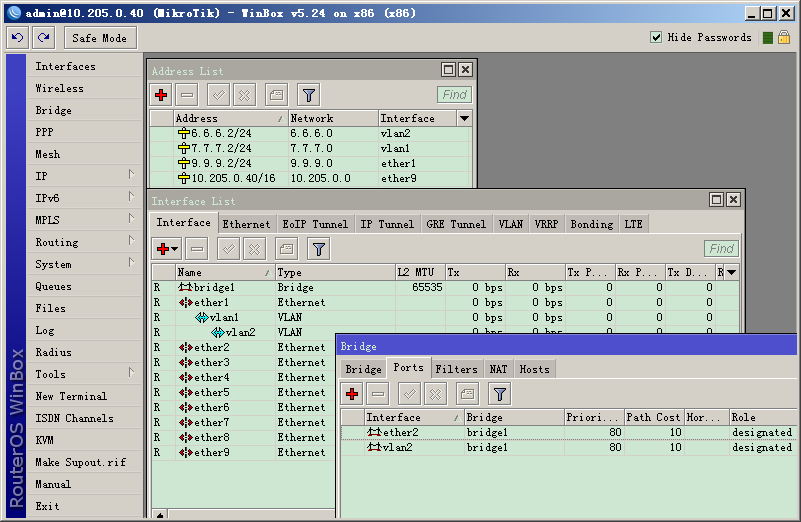 admin@10.205.0.40 (MikroTik) - WinBox v5.24 on x86 (x86)
Safe Mode
Hide Passwords
RouterOS WinBox
Interfaces
Wireless
Bridge
PPP
Mesh
IP
IPv6
MPLS
Routing
System
Queues
Files
Log
Radius
Tools
New Terminal
ISDN Channels
KVM
Make Supout.rif
Manual
Exit
Address List
Find
Address Network Interface
6.6.6.2/24 6.6.6.0 vlan2
7.7.7.2/24 7.7.7.0 vlan1
9.9.9.2/24 9.9.9.0 ether1
10.205.0.40/16 10.205.0.0 ether9
Interface List
Interface Ethernet EoIP Tunnel IP Tunnel GRE Tunnel VLAN VRRP Bonding LTE
Find
Name Type L2 MTU Tx Rx Tx P... Rx P... Tx D... R
R bridge1 Bridge 65535 0 bps 0 bps 0 0 0
R ether1 Ethernet 0 bps 0 bps 0 0 0
R vlan1 VLAN 0 bps 0 bps 0 0 0
R vlan2 VLAN 0 bps 0 bps 0 0 0
R ether2 Ethernet
R ether3 Ethernet
R ether4 Ethernet
R ether5 Ethernet
R ether6 Ethernet
R ether7 Ethernet
R ether8 Ethernet
R ether9 Ethernet
Bridge
Bridge Ports Filters NAT Hosts
Interface Bridge Priori... Path Cost Hor... Role
ether2 bridge1 80 10 designated
vlan2 bridge1 80 10 designated